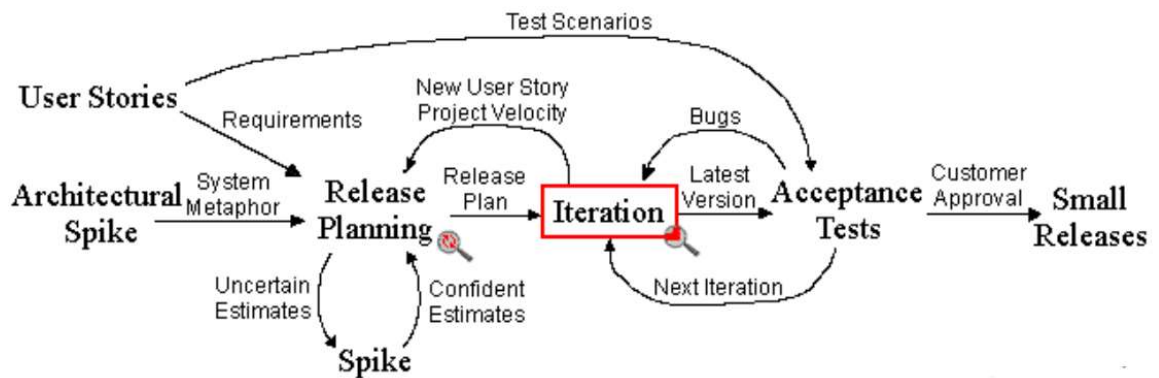 Test Scenarios
User Stories
New User Story
Project Velocity
Bugs
Requirements
Architectural
Spike
System
Metaphor
Release
Planning
Release
Plan
Iteration
Latest
Version
Acceptance
Tests
Customer
Approval
Small
Releases
Uncertain
Estimates
Confident
Estimates
Next Iteration
Spike